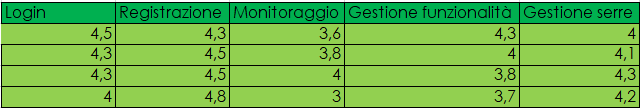 Login Registrazione Monitoraggio Gestione funzionalità Gestione serre
4,5 4,3 3,6 4,3 4
4,3 4,5 3,8 4 4,1
4,3 4,5 4 3,8 4,3
4 4,8 3 3,7 4,2